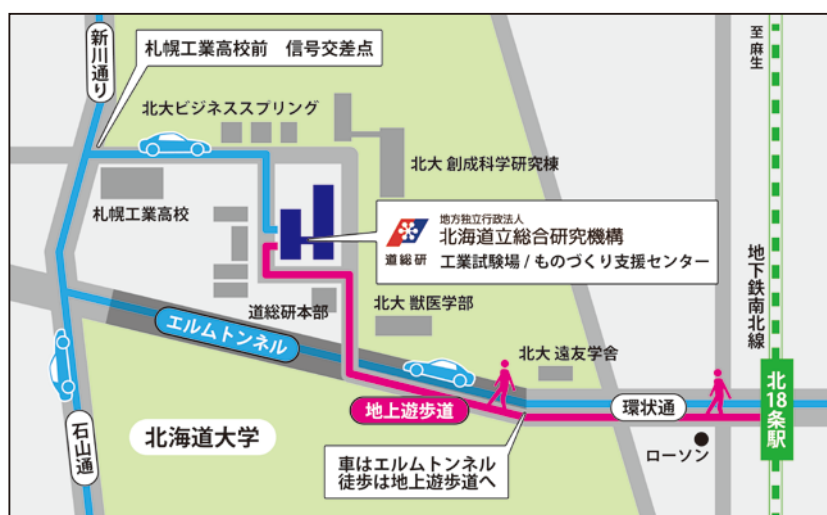 新川通り
札幌工業高校前 信号交差点
至麻生
北大ビジネススプリング
北大 創成科学研究棟
札幌工業高校
道総研
地方独立行政法人
北海道立総合研究機構
工業試験場 / ものづくり支援センター
地下鉄南北線
道総研本部
北大 獣医学部
エルムトンネル
北大 遠友学舎
北18条駅
地上遊歩道
環状通
石山通
北海道大学
ローソン
車はエルムトンネル
徒歩は地上遊歩道へ